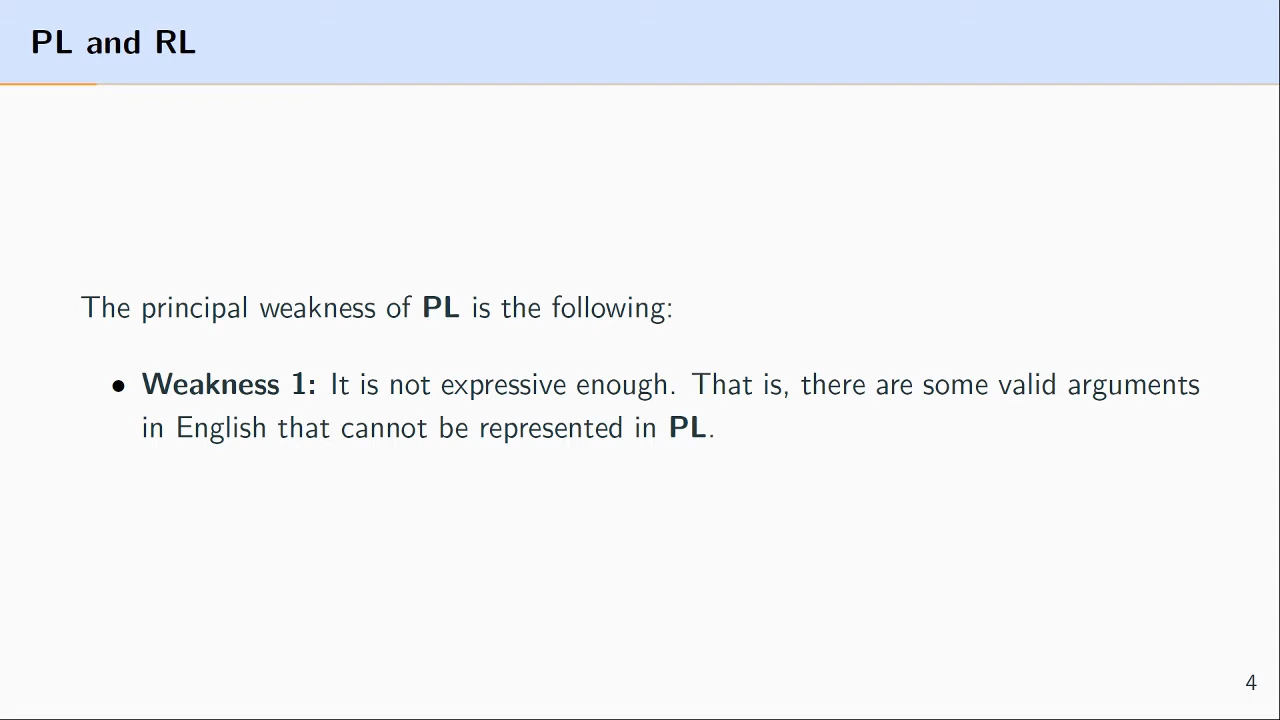 PL and RL
The principal weakness of PL is the following:
• Weakness 1: It is not expressive enough. That is, there are some valid arguments
in English that cannot be represented in PL.
4